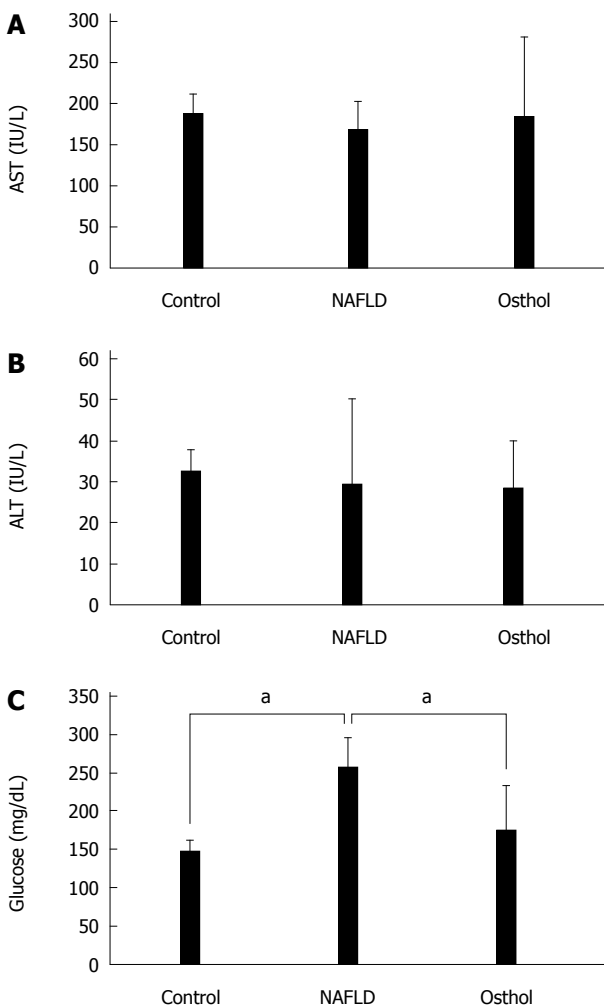 A
AST (IU/L)
300
250
200
150
100
50
0
Control NAFLD Osthol
B
ALT (IU/L)
60
50
40
30
20
10
0
Control NAFLD Osthol
C
Glucose (mg/dL)
350
300
250
200
150
100
50
0
a a
Control NAFLD Osthol